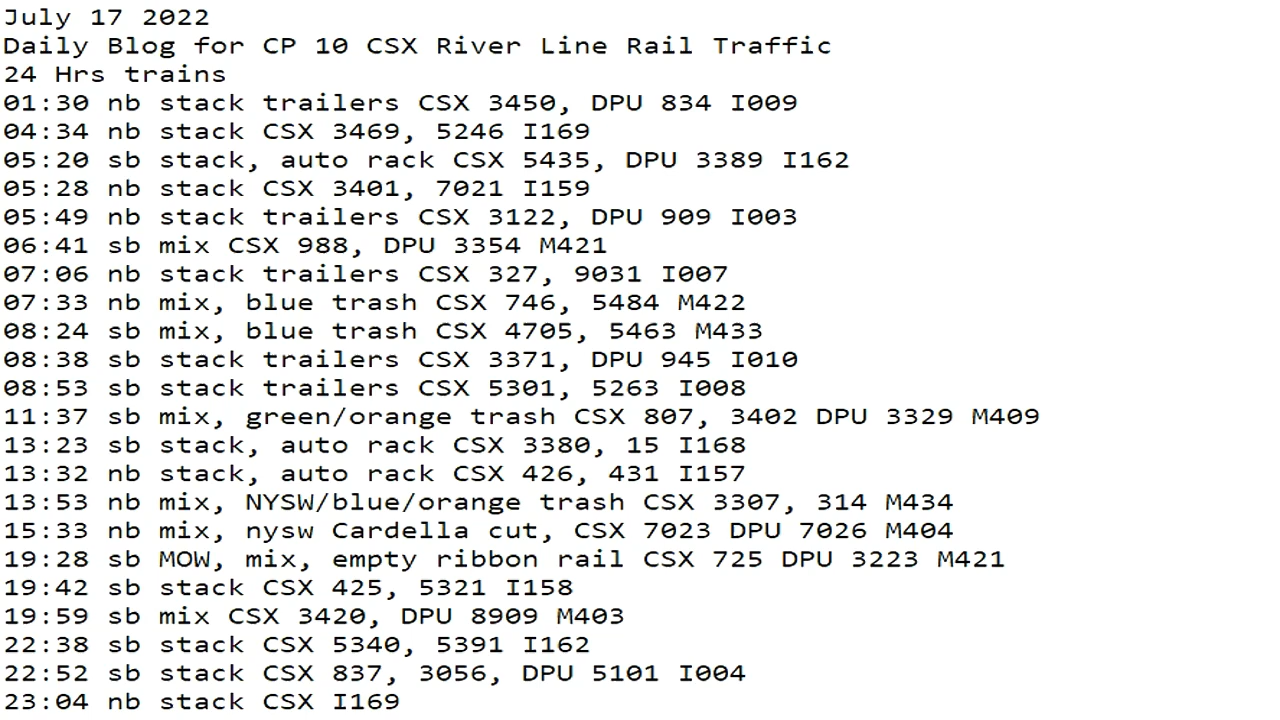 July 17 2022
Daily Blog for CP 10 CSX River Line Rail Traffic
24 Hrs trains
01:30 nb stack trailers CSX 3450, DPU 834 I009
04:34 nb stack CSX 3469, 5246 I169
05:20 sb stack, auto rack CSX 5435, DPU 3389 I162
05:28 nb stack CSX 3401, 7021 I159
05:49 nb stack trailers CSX 3122, DPU 909 I003
06:41 sb mix CSX 988, DPU 3354 M421
07:06 nb stack trailers CSX 327, 9031 I007
07:33 nb mix, blue trash CSX 746, 5484 M422
08:24 sb mix, blue trash CSX 4705, 5463 M433
08:38 sb stack trailers CSX 3371, DPU 945 I010
08:53 sb stack trailers CSX 5301, 5263 I008
11:37 sb mix, green/orange trash CSX 807, 3402 DPU 3329 M409
13:23 sb stack, auto rack CSX 3380, 15 I168
13:32 nb stack, auto rack CSX 426, 431 I157
13:53 nb mix, NYSW/blue/orange trash CSX 3307, 314 M434
15:33 nb mix, nysw Cardella cut, CSX 7023 DPU 7026 M404
19:28 sb MOW, mix, empty ribbon rail CSX 725 DPU 3223 M421
19:42 sb stack CSX 425, 5321 I158
19:59 sb mix CSX 3420, DPU 8909 M403
22:38 sb stack CSX 5340, 5391 I162
22:52 sb stack CSX 837, 3056, DPU 5101 I004
23:04 nb stack CSX I169